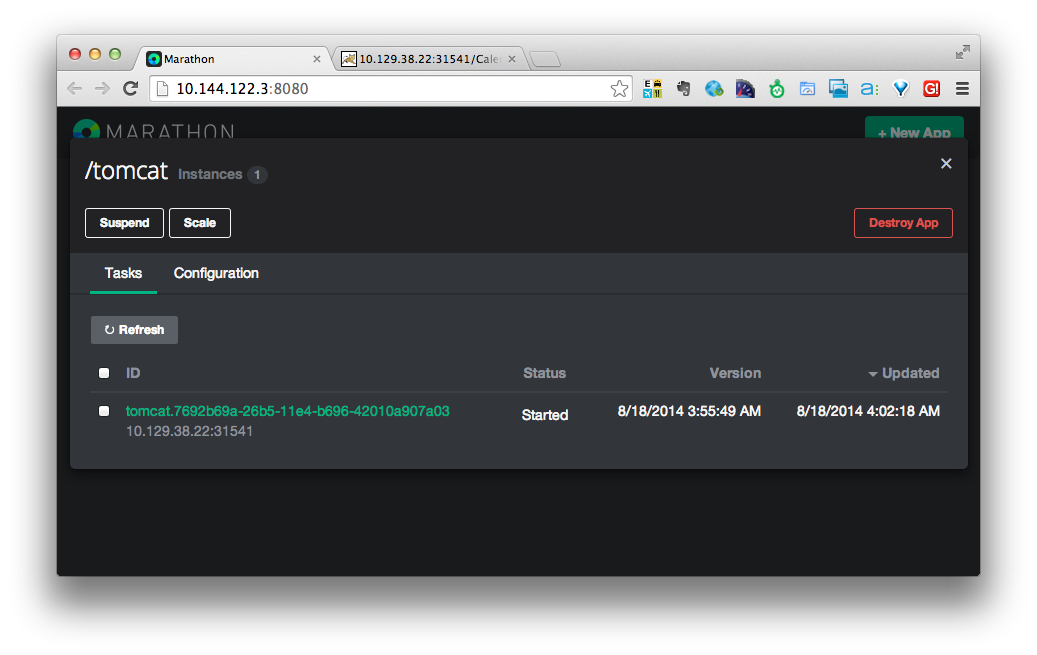 Marathon
10.129.38.22:31541/Cale
10.144.122.3:8080
MARATHON
+ New App
/tomcat Instances 1
Suspend Scale Destroy App
Tasks Configuration
Refresh
ID Status Version Updated
tomcat.7692b69a-26b5-11e4-b696-42010a907a03 Started 8/18/2014 3:55:49 AM 8/18/2014 4:02:18 AM
10.129.38.22:31541